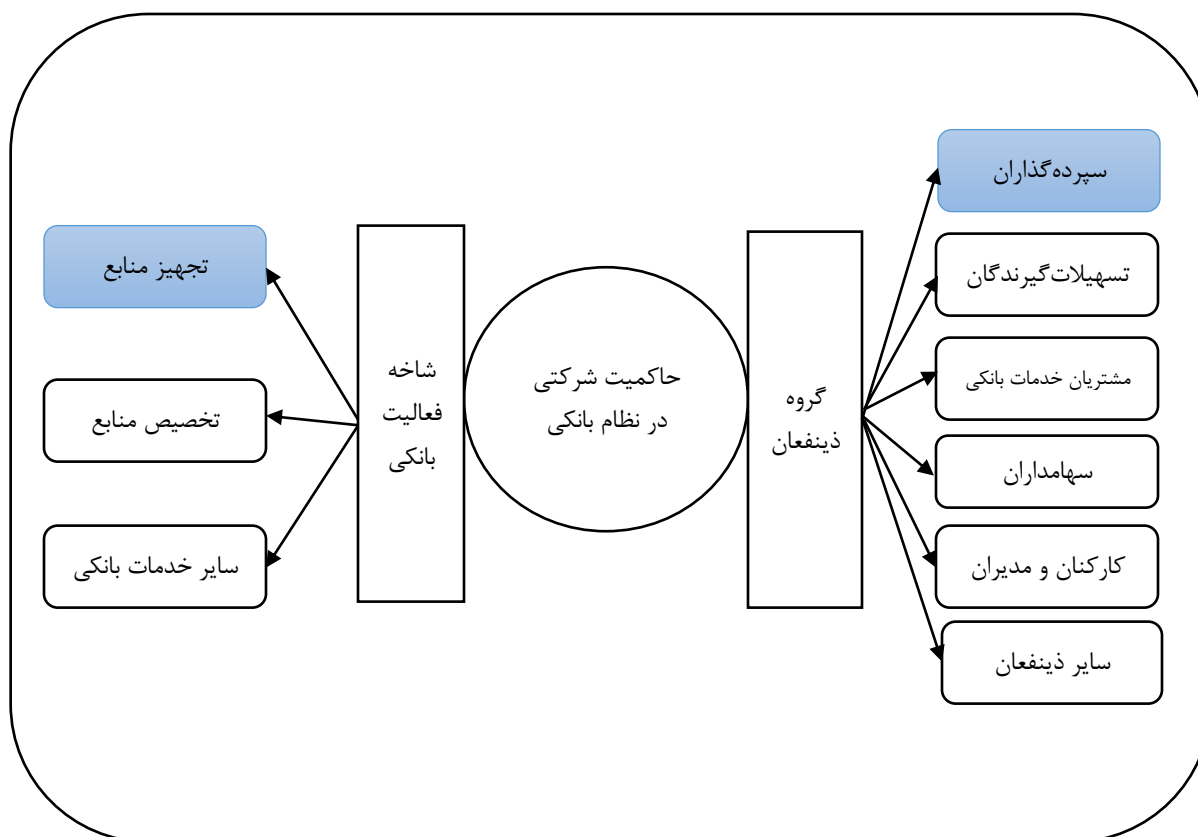 سپرده‌گذاران
تسهیلات‌گیرندگان
مشتریان خدمات بانکی
سهامداران
کارکنان و مدیران
سایر ذینفعان
گروه
ذینفعان
حاکمیت شرکتی
در نظام بانکی
شاخه
فعالیت
بانکی
تجهیز منابع
تخصیص منابع
سایر خدمات بانکی